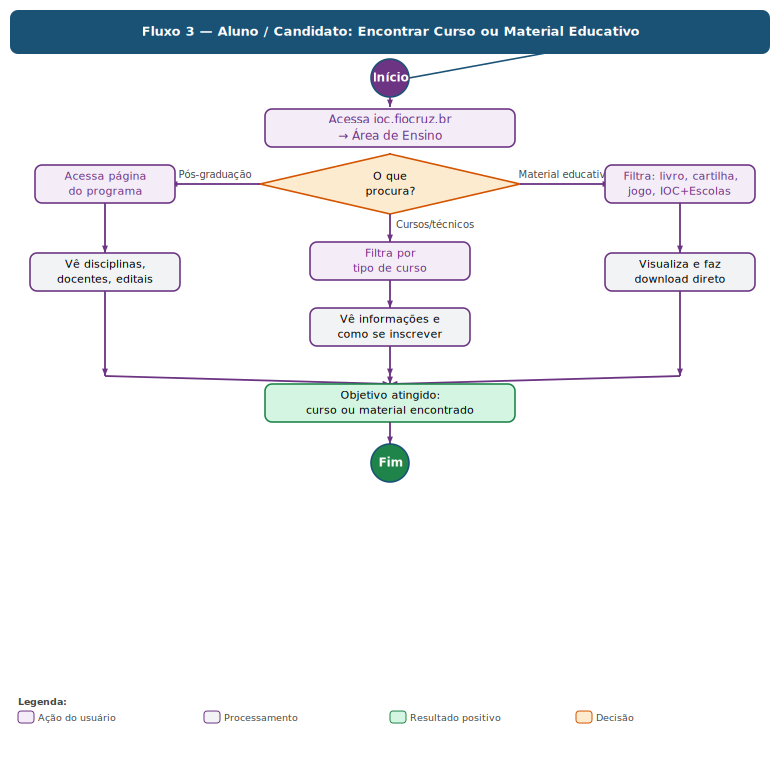 Fluxo 3 — Aluno / Candidato: Encontrar Curso ou Material Educativo
Início
Acessa ioc.fiocruz.br
→ Área de Ensino
O que
procura?
Pós-graduação
Material educativ
Cursos/técnicos
Acessa página
do programa
Filtra: livro, cartilha,
jogo, IOC+Escolas
Filtra por
tipo de curso
Vê disciplinas,
docentes, editais
Visualiza e faz
download direto
Vê informações e
como se inscrever
Objetivo atingido:
curso ou material encontrado
Fim
Legenda:
Ação do usuário
Processamento
Resultado positivo
Decisão